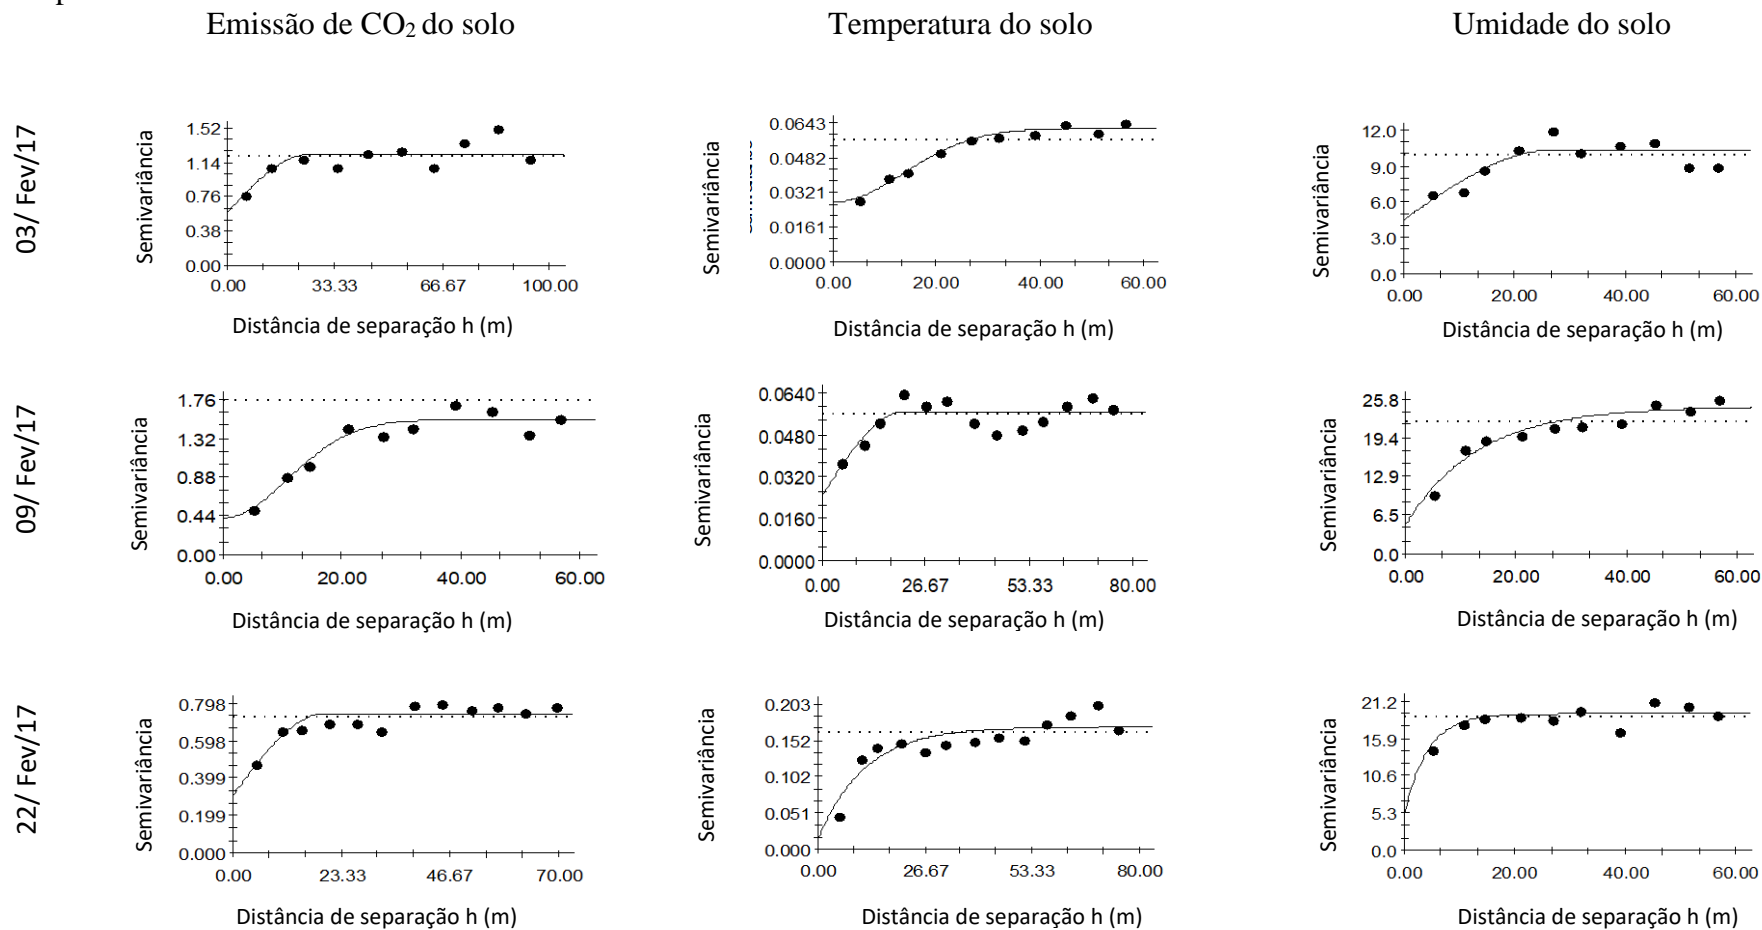 Emissão de CO₂ do solo
Temperatura do solo
Umidade do solo
03/ Fev/17
Semivariância
1.52
1.14
0.76
0.38
0.00
0.00 33.33 66.67 100.00
Distância de separação h (m)
Semivariância
0.0643
0.0482
0.0321
0.0161
0.0000
0.00 20.00 40.00 60.00
Distância de separação h (m)
Semivariância
12.0
9.0
6.0
3.0
0.0
0.00 20.00 40.00 60.00
Distância de separação h (m)
09/ Fev/17
Semivariância
1.76
1.32
0.88
0.44
0.00
0.00 20.00 40.00 60.00
Distância de separação h (m)
Semivariância
0.0640
0.0480
0.0320
0.0160
0.0000
0.00 26.67 53.33 80.00
Distância de separação h (m)
Semivariância
25.8
19.4
12.9
6.5
0.0
0.00 20.00 40.00 60.00
Distância de separação h (m)
22/ Fev/17
Semivariância
0.798
0.598
0.399
0.199
0.000
0.00 23.33 46.67 70.00
Distância de separação h (m)
Semivariância
0.203
0.152
0.102
0.051
0.000
0.00 26.67 53.33 80.00
Distância de separação h (m)
Semivariância
21.2
15.9
10.6
5.3
0.0
0.00 20.00 40.00 60.00
Distância de separação h (m)